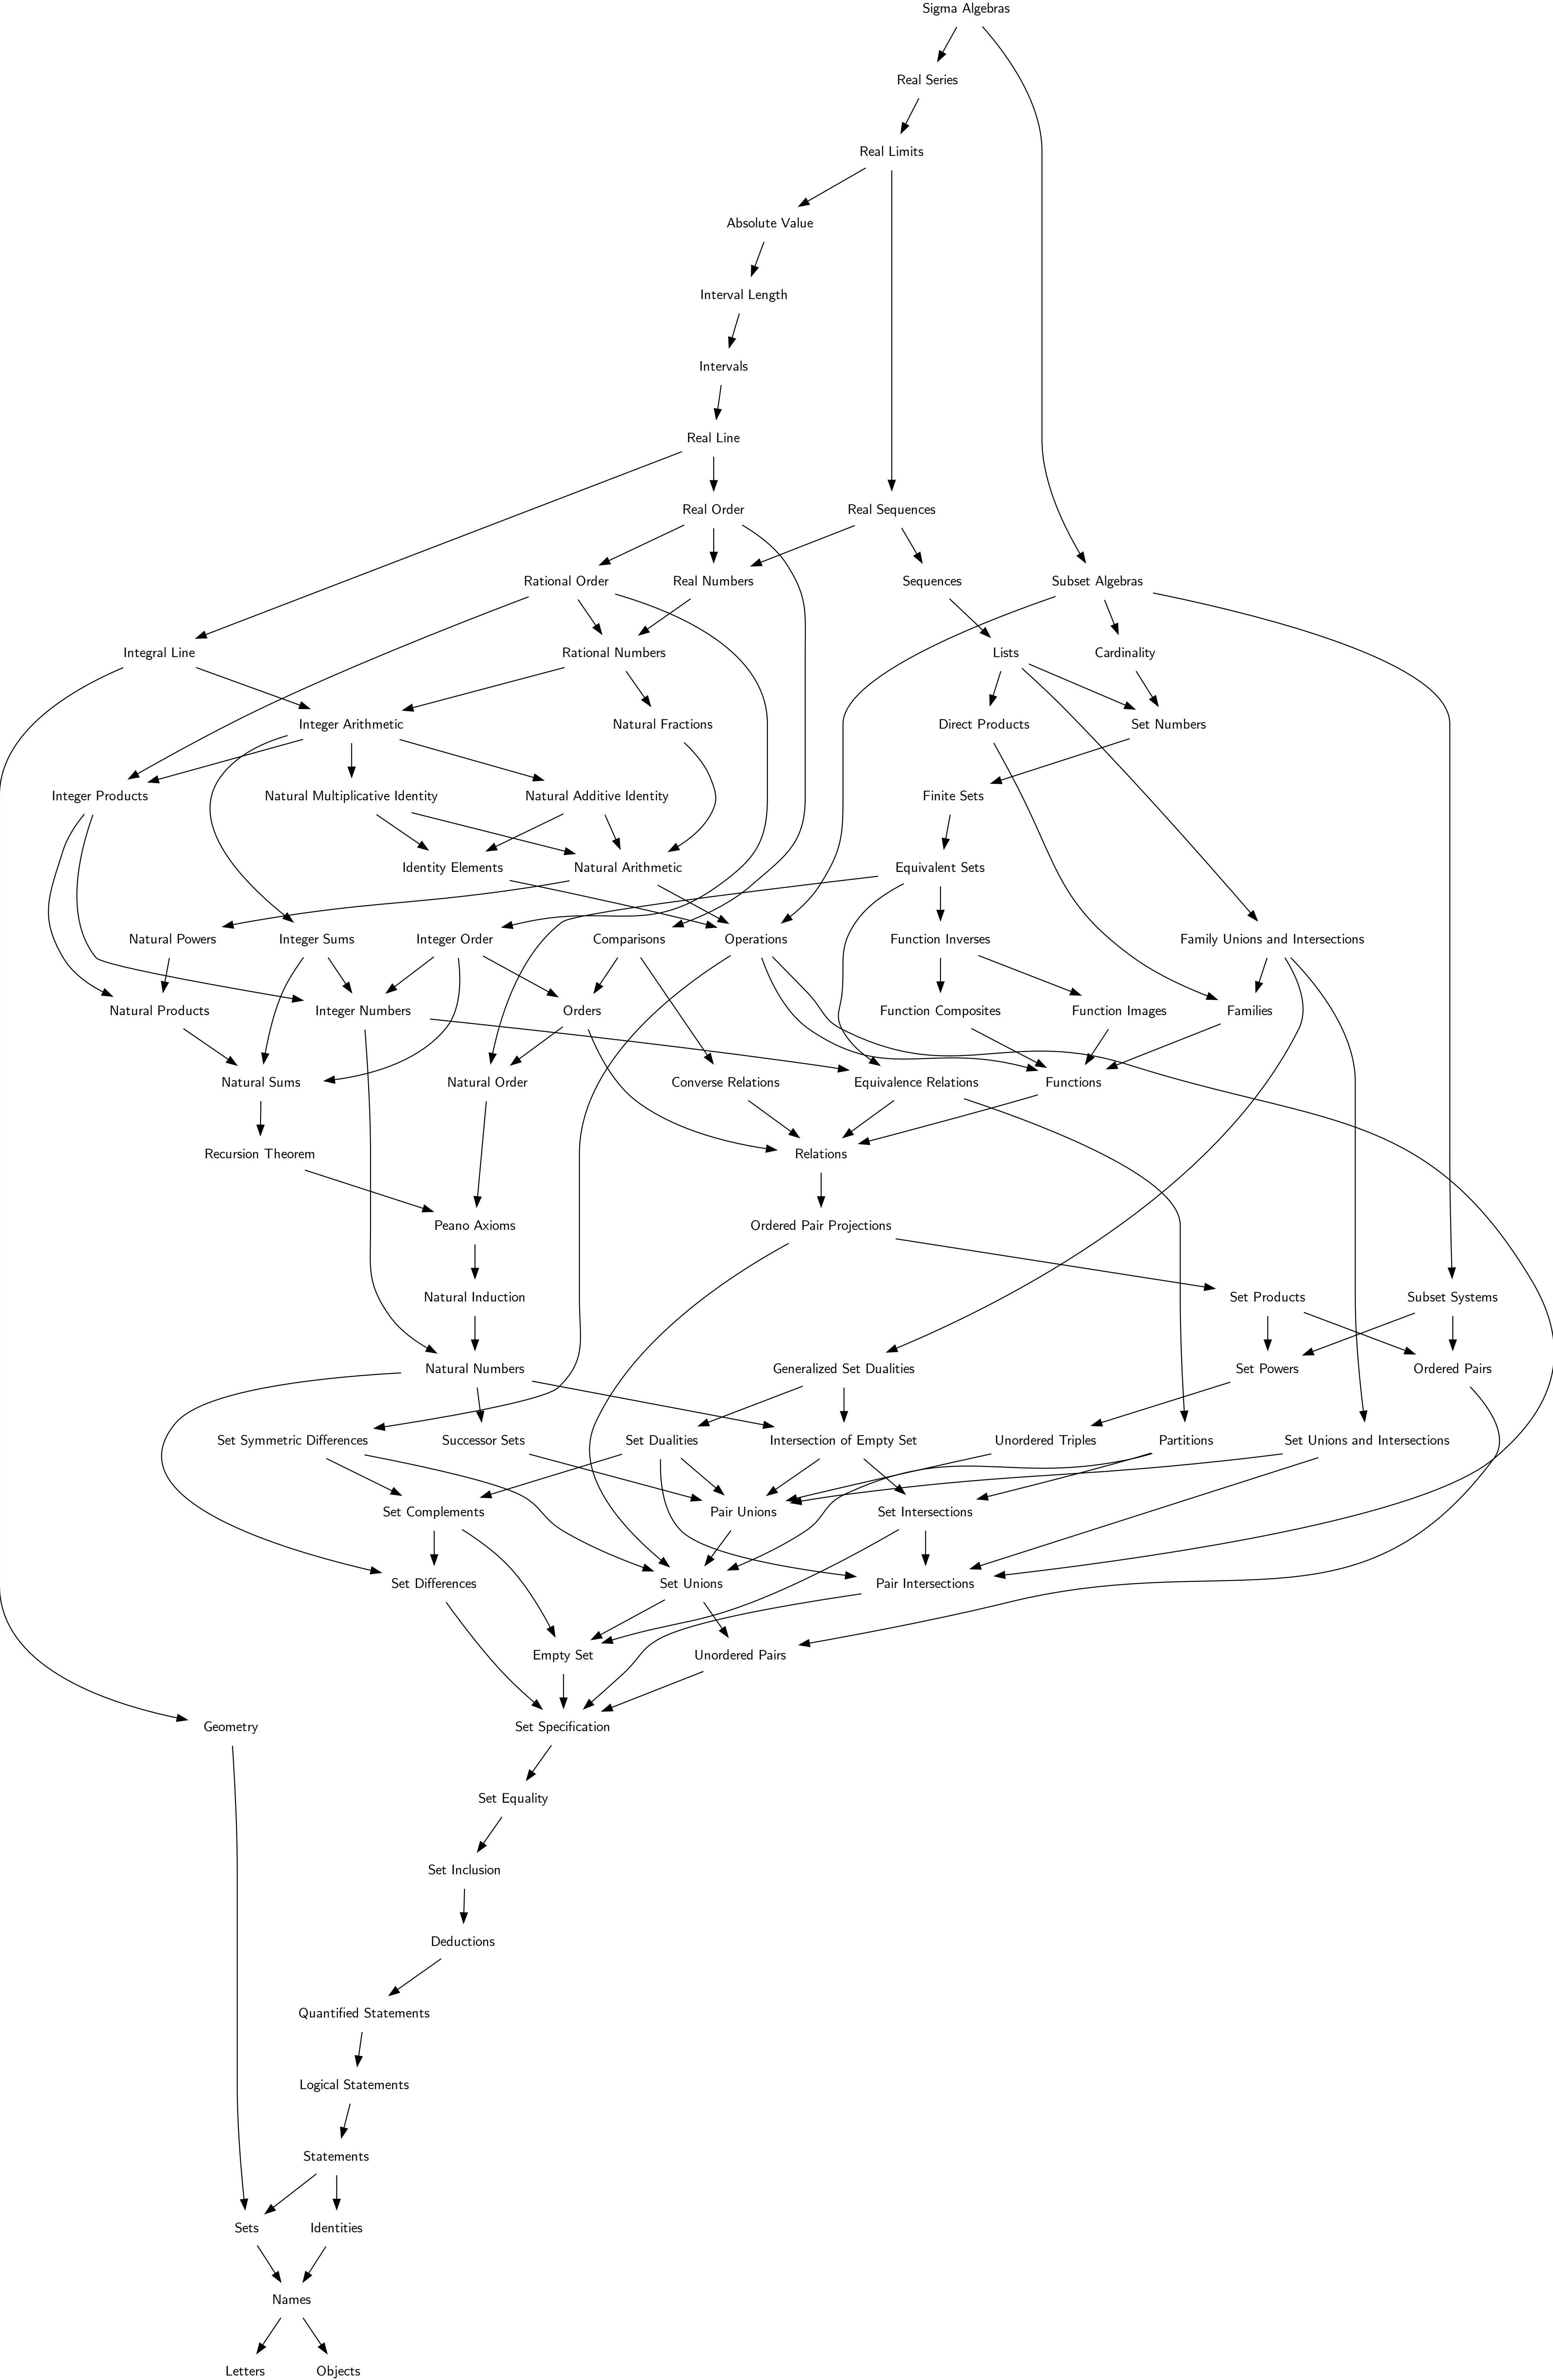 Sigma Algebras
Real Series
Real Limits
Absolute Value
Interval Length
Intervals
Real Line
Real Order
Real Sequences
Rational Order
Real Numbers
Sequences
Subset Algebras
Integral Line
Rational Numbers
Lists
Cardinality
Integer Arithmetic
Natural Fractions
Direct Products
Set Numbers
Integer Products
Natural Multiplicative Identity
Natural Additive Identity
Finite Sets
Identity Elements
Natural Arithmetic
Equivalent Sets
Natural Powers
Integer Sums
Integer Order
Comparisons
Operations
Function Inverses
Family Unions and Intersections
Natural Products
Integer Numbers
Orders
Function Composites
Function Images
Families
Natural Sums
Natural Order
Converse Relations
Equivalence Relations
Functions
Recursion Theorem
Relations
Peano Axioms
Ordered Pair Projections
Natural Induction
Set Products
Subset Systems
Natural Numbers
Generalized Set Dualities
Set Powers
Ordered Pairs
Set Symmetric Differences
Successor Sets
Set Dualities
Intersection of Empty Set
Unordered Triples
Partitions
Set Unions and Intersections
Set Complements
Pair Unions
Set Intersections
Set Differences
Set Unions
Pair Intersections
Empty Set
Unordered Pairs
Geometry
Set Specification
Set Equality
Set Inclusion
Deductions
Quantified Statements
Logical Statements
Statements
Sets
Identities
Names
Letters
Objects